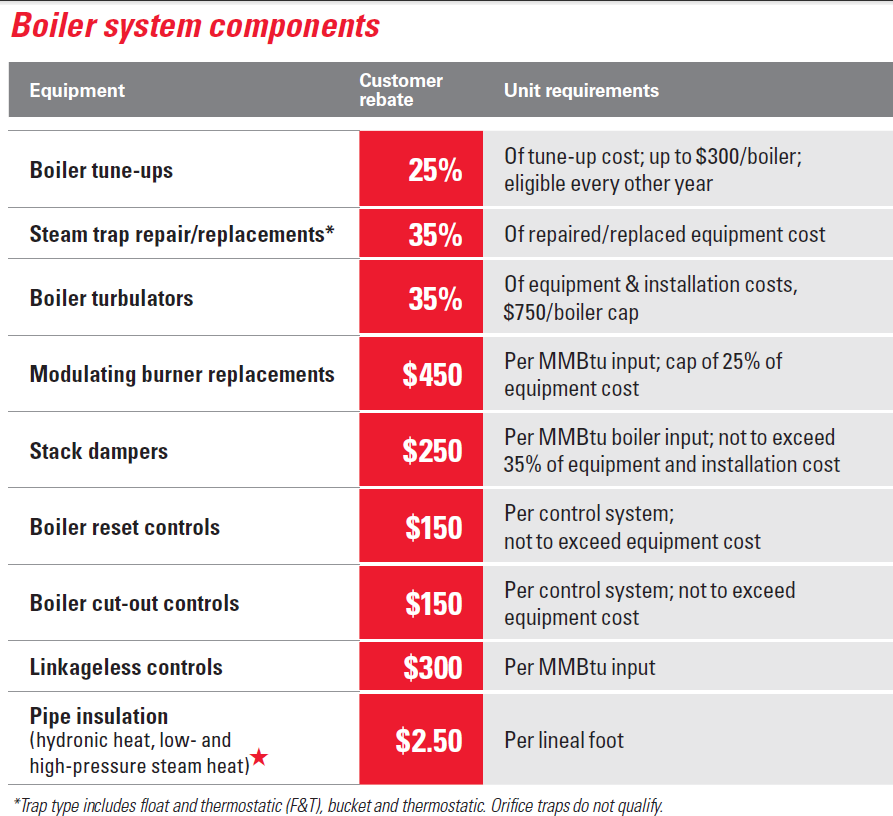 Boiler system components
Equipment
Customer
rebate
Unit requirements
Boiler tune-ups
25%
Of tune-up cost; up to $300/boiler;
eligible every other year
Steam trap repair/replacements*
35%
Of repaired/replaced equipment cost
Boiler turbulators
35%
Of equipment & installation costs,
$750/boiler cap
Modulating burner replacements
$450
Per MMBtu input; cap of 25% of
equipment cost
Stack dampers
$250
Per MMBtu boiler input; not to exceed
35% of equipment and installation cost
Boiler reset controls
$150
Per control system;
not to exceed equipment cost
Boiler cut-out controls
$150
Per control system; not to exceed
equipment cost
Linkageless controls
$300
Per MMBtu input
Pipe insulation
(hydronic heat, low- and
high-pressure steam heat)★
$2.50
Per lineal foot
*Trap type includes float and thermostatic (F&T), bucket and thermostatic. Orifice traps do not qualify.